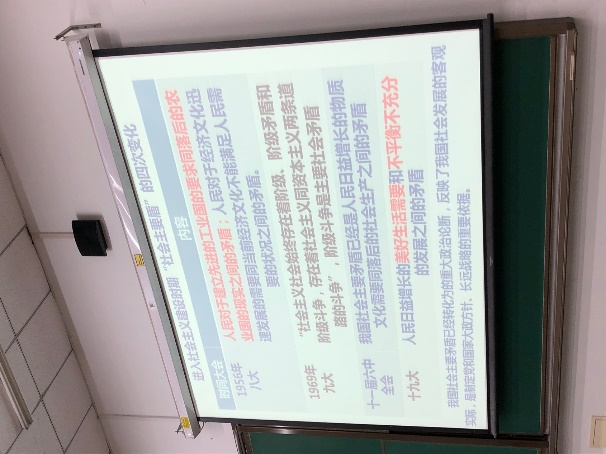 进入社会主义建设时期“社会主要矛盾”的四次变化
时间大会
内容
1956年
八大
人民对于建立先进的工业国的要求同落后的农
业国的现实之间的矛盾；人民对于经济文化迅
速发展的需要同当前经济文化不能满足人民需
要的状况之间的矛盾。
1969年
九大
“社会主义社会始终存在着阶级、阶级矛盾和
阶级斗争，存在着社会主义同资本主义两条道
路的斗争”，阶级斗争是主要社会矛盾
十一届六中
全会
我国社会主要矛盾已经是人民日益增长的物质
文化需要同落后的社会生产之间的矛盾
十九大
人民日益增长的美好生活需要和不平衡不充分
的发展之间的矛盾
我国社会主要矛盾已经转化为的重大政治论断，反映了我国社会发展的客观
实际，是制定党和国家大政方针、长远战略的重要依据。